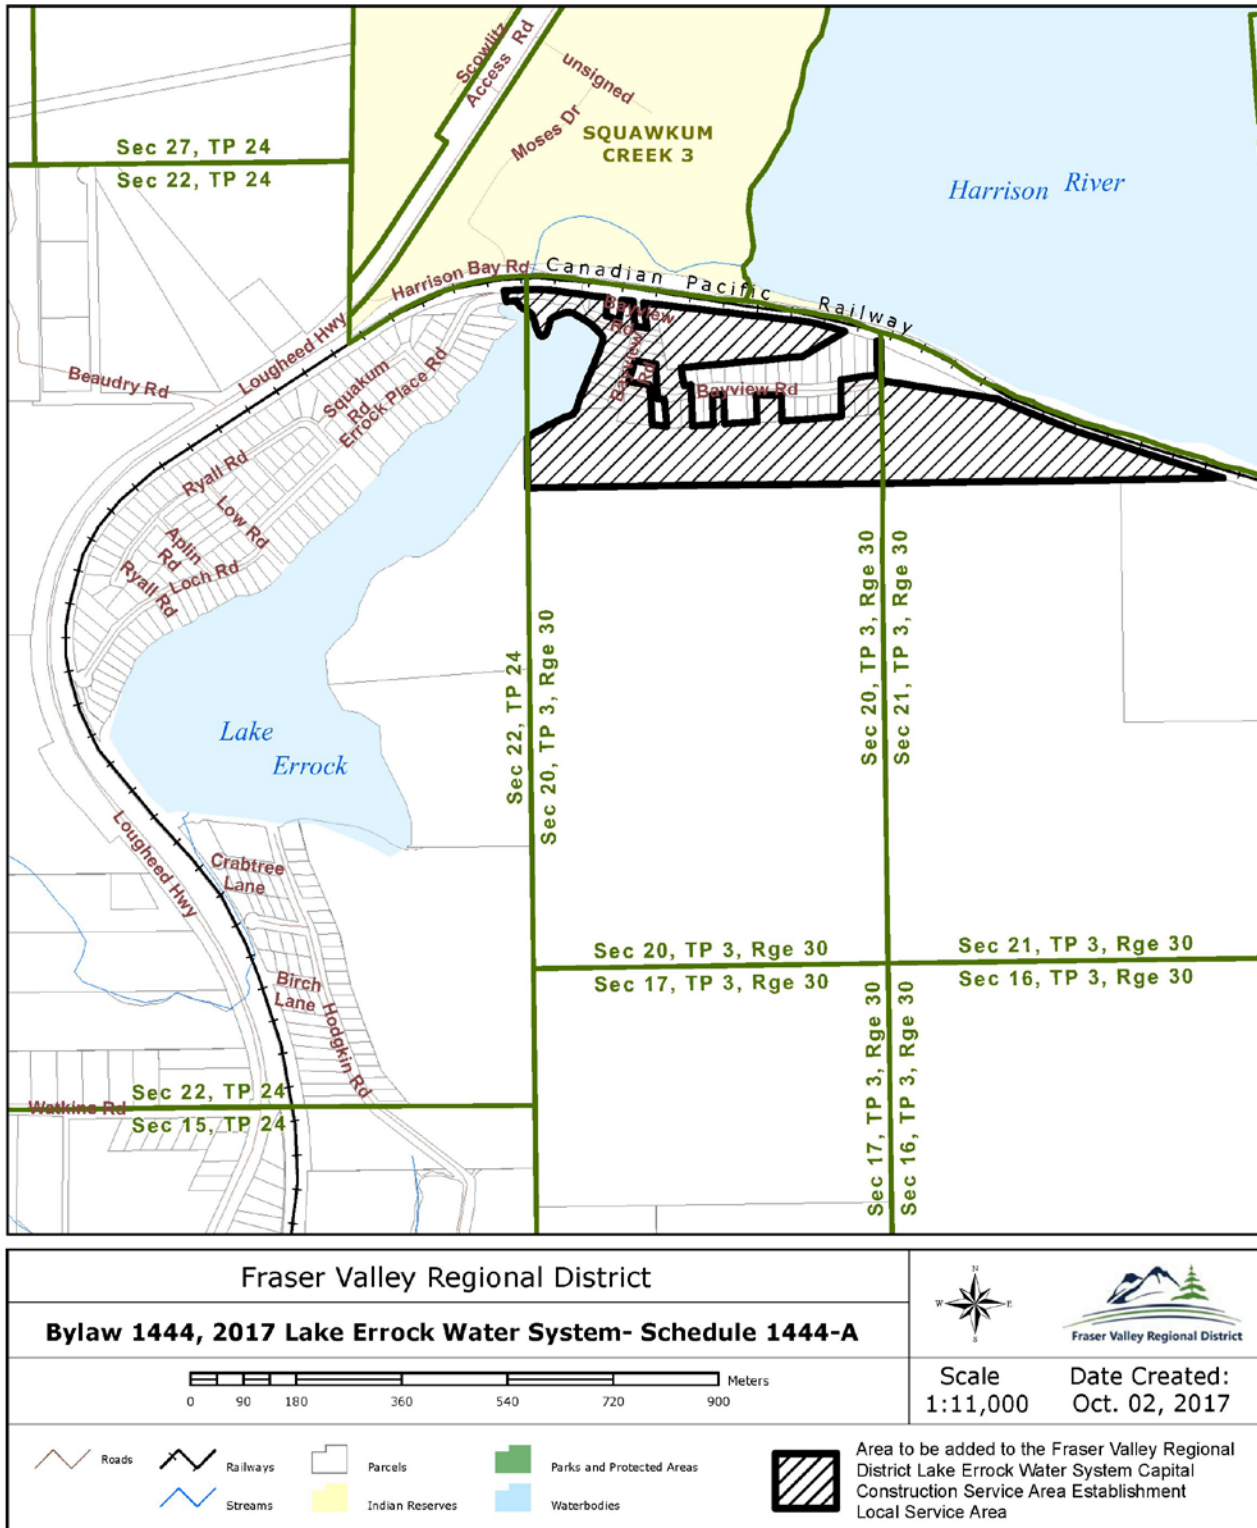 Scowlitz
Access Rd
unsigned
Moses Dr
SQUAWKUM
CREEK 3
Harrison River
Sec 27, TP 24
Sec 22, TP 24
Harrison Bay Rd
Canadian Pacific Railway
Lougheed Hwy
Beaudry Rd
Bayview
Rd
Bayview
Rd
Bayview Rd
Squakum
Rd
Errock Place Rd
Ryall Rd
Low Rd
Aplin
Rd
Loch Rd
Ryall Rd
Sec 22, TP 24
Sec 20, TP 3, Rge 30
Sec 20, TP 3, Rge 30
Sec 21, TP 3, Rge 30
Lake
Errock
Lougheed Hwy
Crabtree
Lane
Birch
Lane
Hodgkin Rd
Sec 20, TP 3, Rge 30
Sec 17, TP 3, Rge 30
Sec 21, TP 3, Rge 30
Sec 16, TP 3, Rge 30
Sec 17, TP 3, Rge 30
Sec 16, TP 3, Rge 30
Sec 22, TP 24
Watkins Rd
Sec 15, TP 24
Fraser Valley Regional District
Bylaw 1444, 2017 Lake Errock Water System- Schedule 1444-A
N
W E
S
Fraser Valley Regional District
Meters
0 90 180 360 540 720 900
Scale
1:11,000
Date Created:
Oct. 02, 2017
Roads
Railways
Parcels
Parks and Protected Areas
Streams
Indian Reserves
Waterbodies
Area to be added to the Fraser Valley Regional
District Lake Errock Water System Capital
Construction Service Area Establishment
Local Service Area